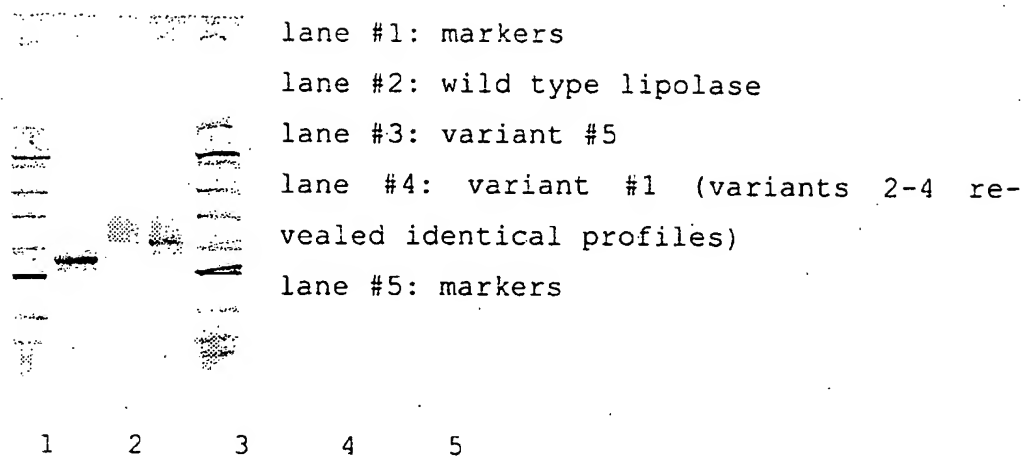 lane #1: markers
lane #2: wild type lipolase
lane #3: variant #5
lane #4: variant #1 (variants 2-4 re-
vealed identical profiles)
lane #5: markers
1 2 3 4 5